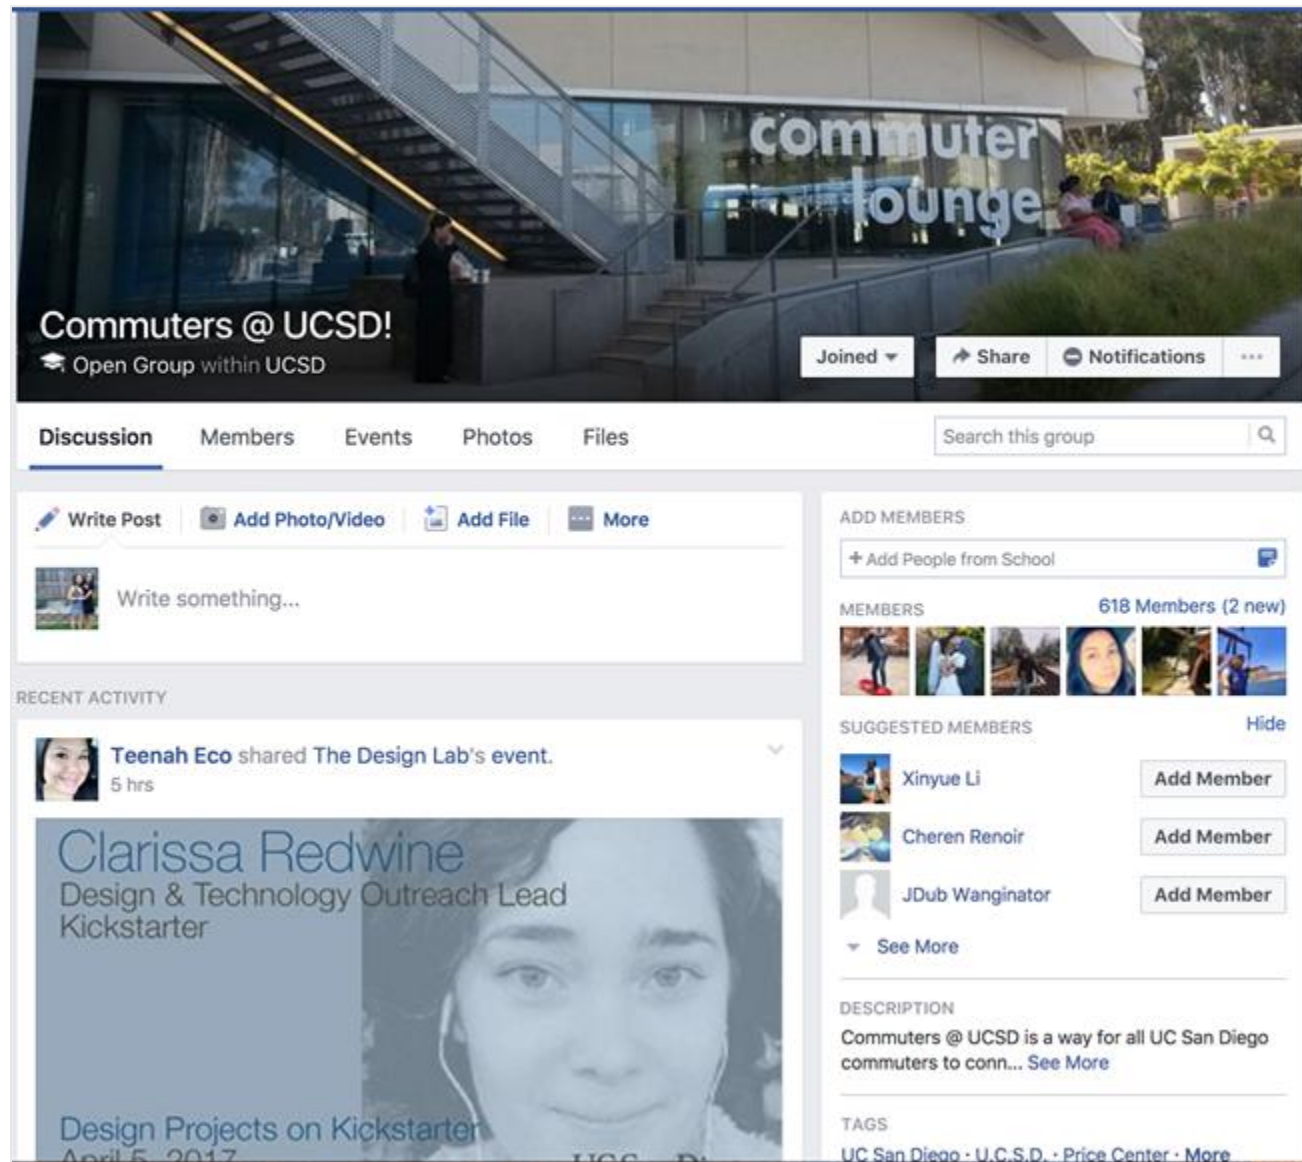 commuter
lounge
Commuters @ UCSD!
Open Group within UCSD
Joined
Share
Notifications
Discussion
Members
Events
Photos
Files
Search this group
Write Post
Add Photo/Video
Add File
More
Write something...
RECENT ACTIVITY
Teenah Eco shared The Design Lab's event.
5 hrs
Clarissa Redwine
Design & Technology Outreach Lead
Kickstarter
Design Projects on Kickstarter
April 5, 2017
ADD MEMBERS
+ Add People from School
MEMBERS
618 Members (2 new)
SUGGESTED MEMBERS
Hide
Xinyue Li
Add Member
Cheren Renoir
Add Member
JDub Wanginator
Add Member
See More
DESCRIPTION
Commuters @ UCSD is a way for all UC San Diego
commuters to conn... See More
TAGS
UC San Diego · U.C.S.D. · Price Center · More